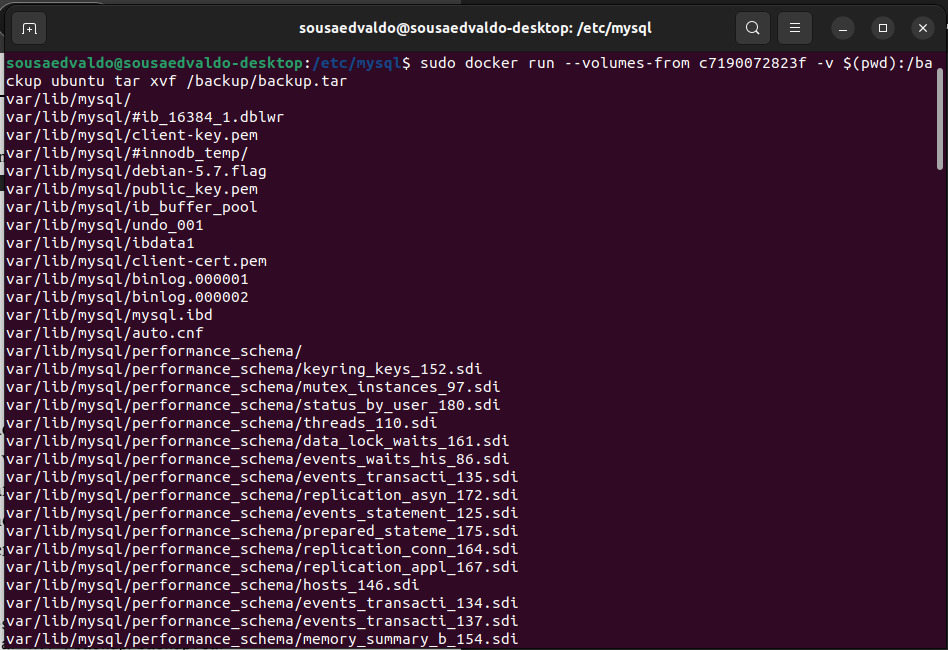 sousaedvaldo@sousaedvaldo-desktop: /etc/mysql
sousaedvaldo@sousaedvaldo-desktop:/etc/mysql$ sudo docker run --volumes-from c7190072823f -v $(pwd):/ba
ckup ubuntu tar xvf /backup/backup.tar
var/lib/mysql/
var/lib/mysql/#ib_16384_1.dblwr
var/lib/mysql/client-key.pem
var/lib/mysql/#innodb_temp/
var/lib/mysql/debian-5.7.flag
var/lib/mysql/public_key.pem
var/lib/mysql/ib_buffer_pool
var/lib/mysql/undo_001
var/lib/mysql/ibdata1
var/lib/mysql/client-cert.pem
var/lib/mysql/binlog.000001
var/lib/mysql/binlog.000002
var/lib/mysql/mysql.ibd
var/lib/mysql/auto.cnf
var/lib/mysql/performance_schema/
var/lib/mysql/performance_schema/keyring_keys_152.sdi
var/lib/mysql/performance_schema/mutex_instances_97.sdi
var/lib/mysql/performance_schema/status_by_user_180.sdi
var/lib/mysql/performance_schema/threads_110.sdi
var/lib/mysql/performance_schema/data_lock_waits_161.sdi
var/lib/mysql/performance_schema/events_waits_his_86.sdi
var/lib/mysql/performance_schema/events_transacti_135.sdi
var/lib/mysql/performance_schema/replication_asyn_172.sdi
var/lib/mysql/performance_schema/events_statement_125.sdi
var/lib/mysql/performance_schema/prepared_stateme_175.sdi
var/lib/mysql/performance_schema/replication_conn_164.sdi
var/lib/mysql/performance_schema/replication_appl_167.sdi
var/lib/mysql/performance_schema/hosts_146.sdi
var/lib/mysql/performance_schema/events_transacti_134.sdi
var/lib/mysql/performance_schema/events_transacti_137.sdi
var/lib/mysql/performance_schema/memory_summary_b_154.sdi